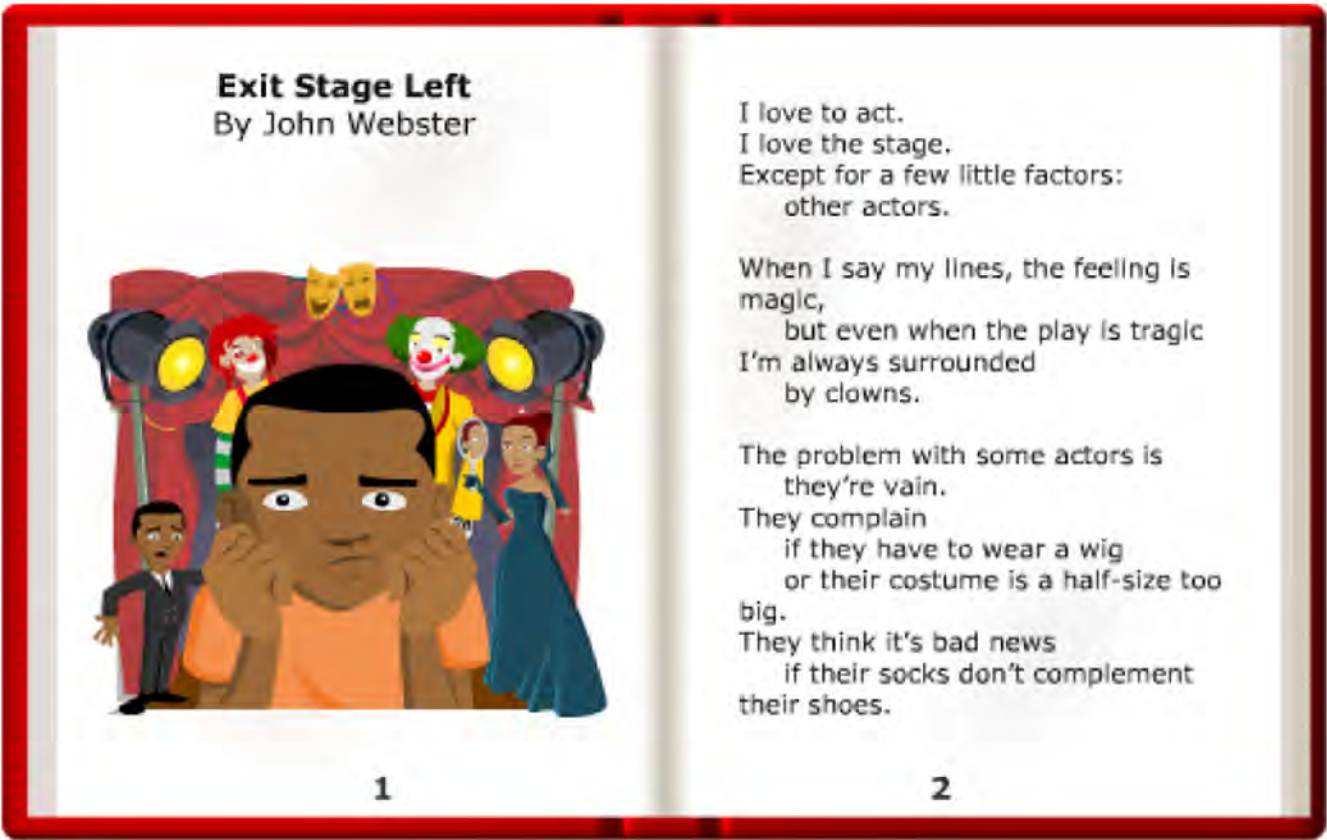 Exit Stage Left
By John Webster
1
I love to act.
I love the stage.
Except for a few little factors:
other actors.
When I say my lines, the feeling is
magic,
but even when the play is tragic
I'm always surrounded
by clowns.
The problem with some actors is
they're vain.
They complain
if they have to wear a wig
or their costume is a half-size too
big.
They think it's bad news
if their socks don't complement
their shoes.
2